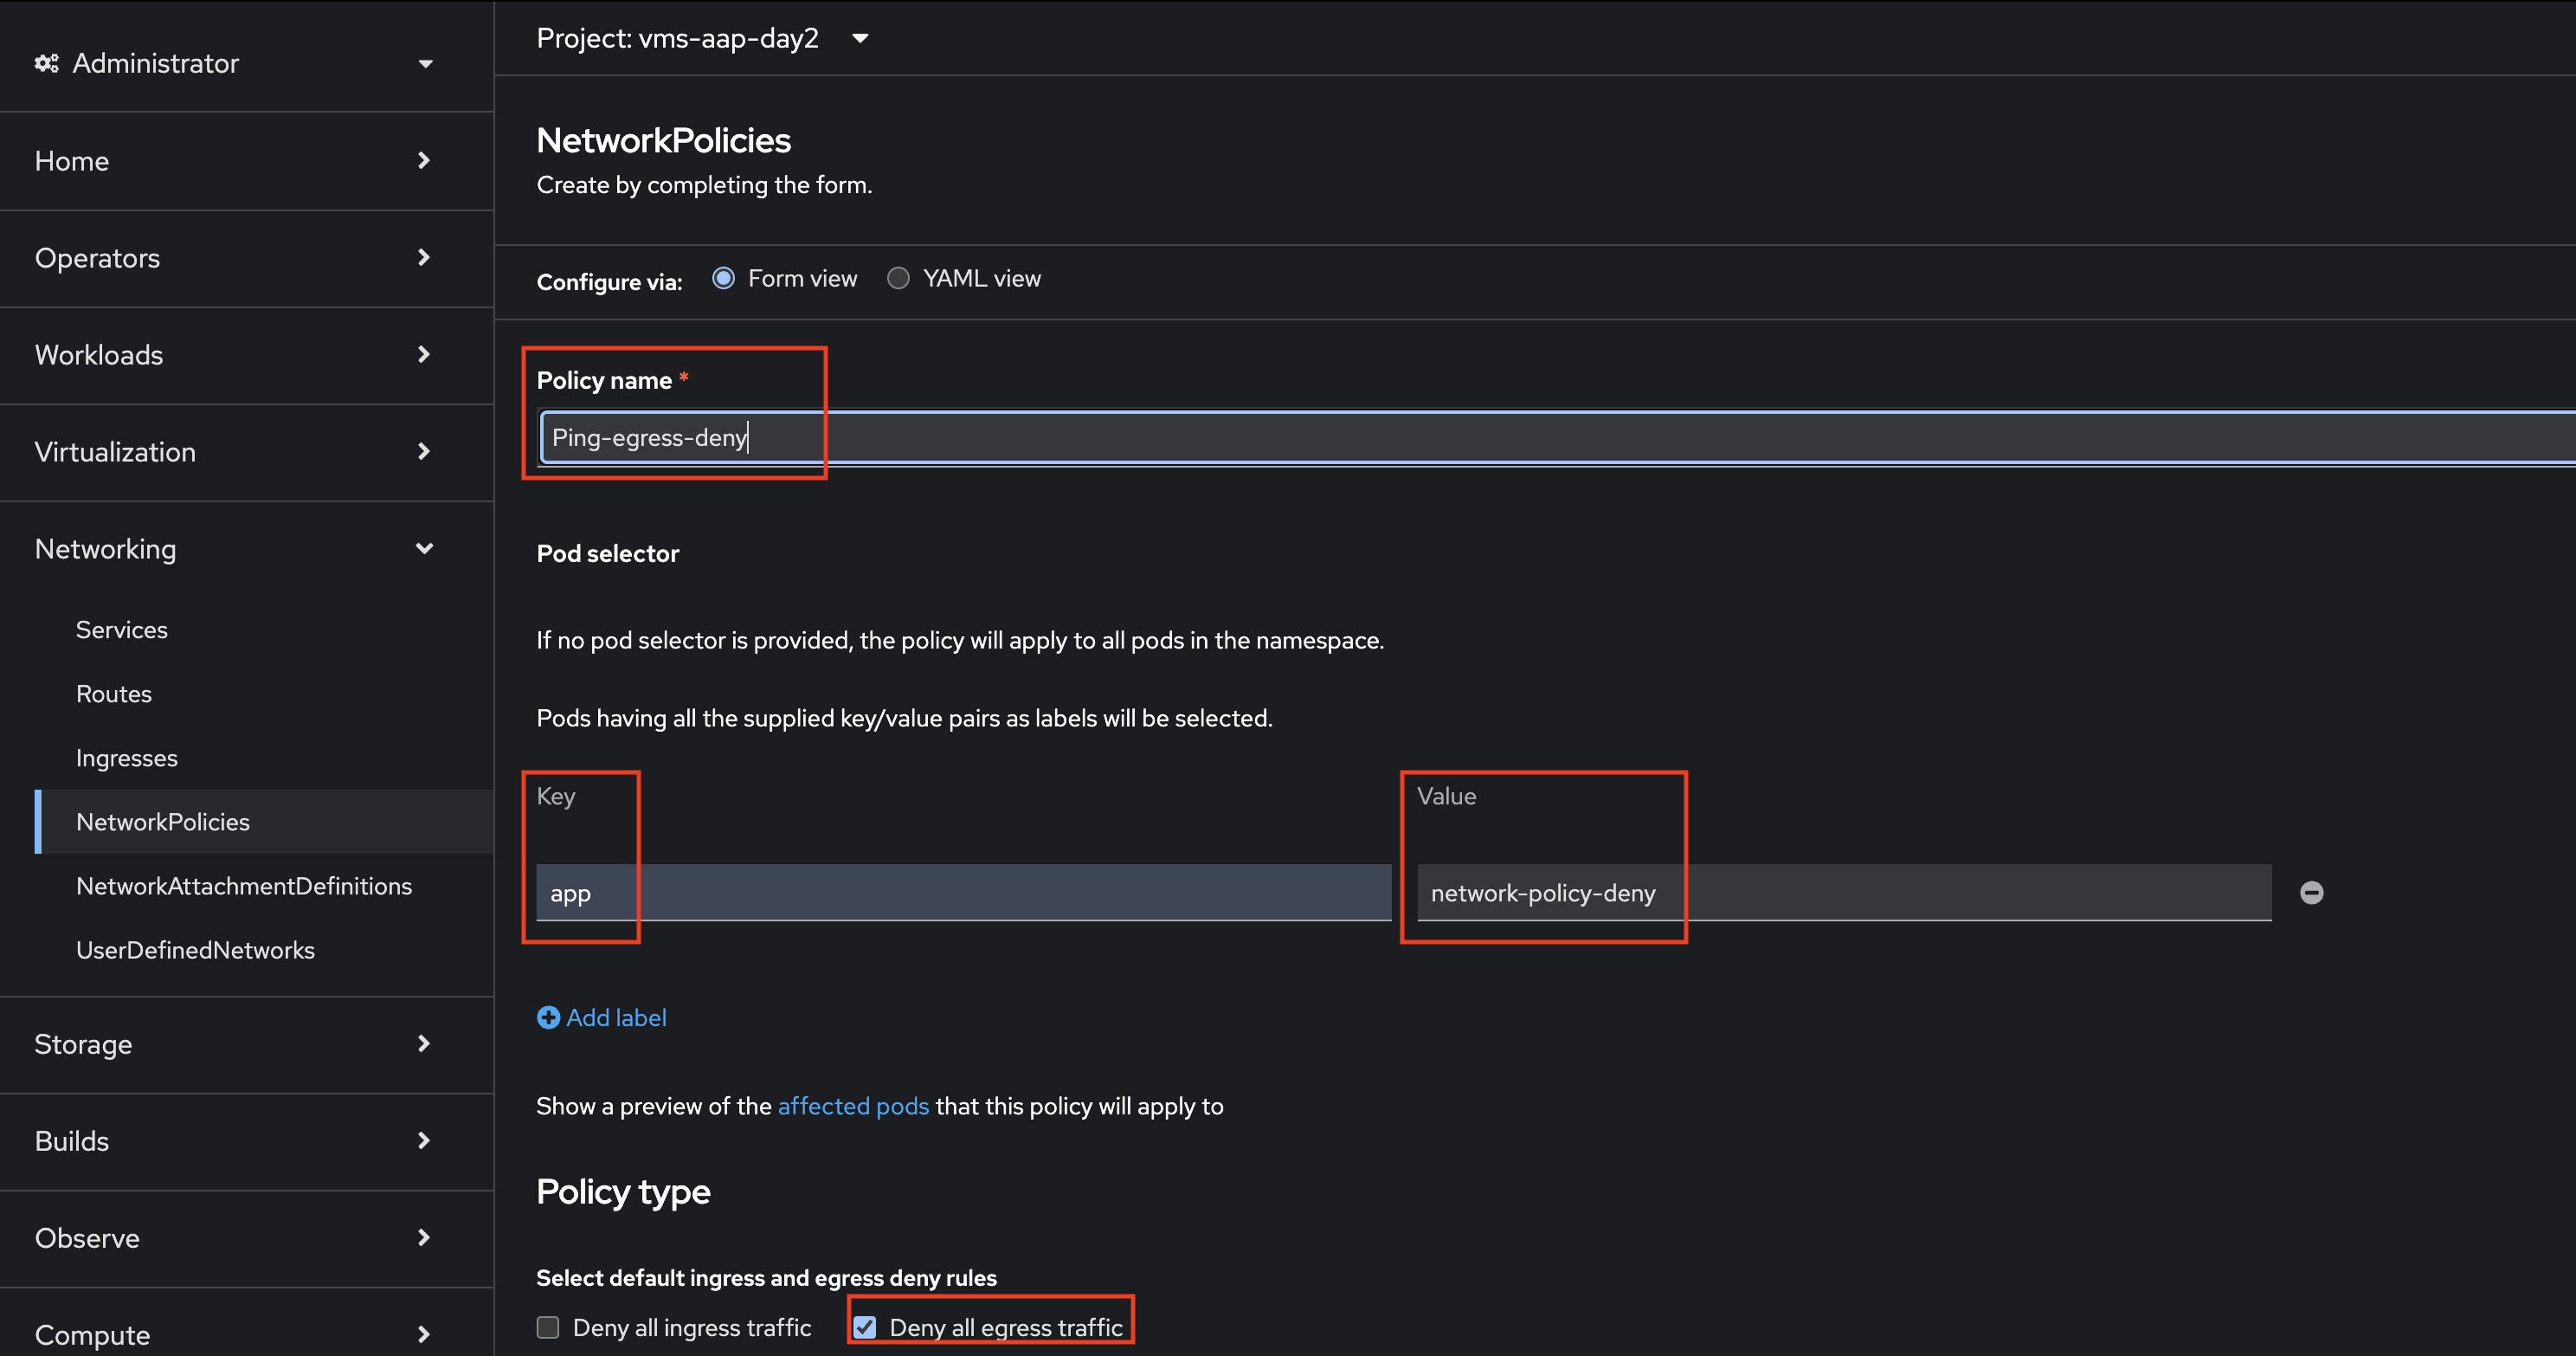 Administrator
Home
Operators
Workloads
Virtualization
Networking
Services
Routes
Ingresses
NetworkPolicies
NetworkAttachmentDefinitions
UserDefinedNetworks
Storage
Builds
Observe
Compute
Project: vms-aap-day2
NetworkPolicies
Create by completing the form.
Configure via: Form view YAML view
Policy name *
Ping-egress-deny
Pod selector
If no pod selector is provided, the policy will apply to all pods in the namespace.
Pods having all the supplied key/value pairs as labels will be selected.
Key Value
app network-policy-deny
Add label
Show a preview of the affected pods that this policy will apply to
Policy type
Select default ingress and egress deny rules
Deny all ingress traffic Deny all egress traffic